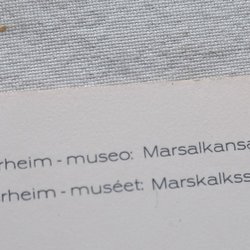 rheim - museo: Marsalkansa
rheim - muséet: Marskalkss